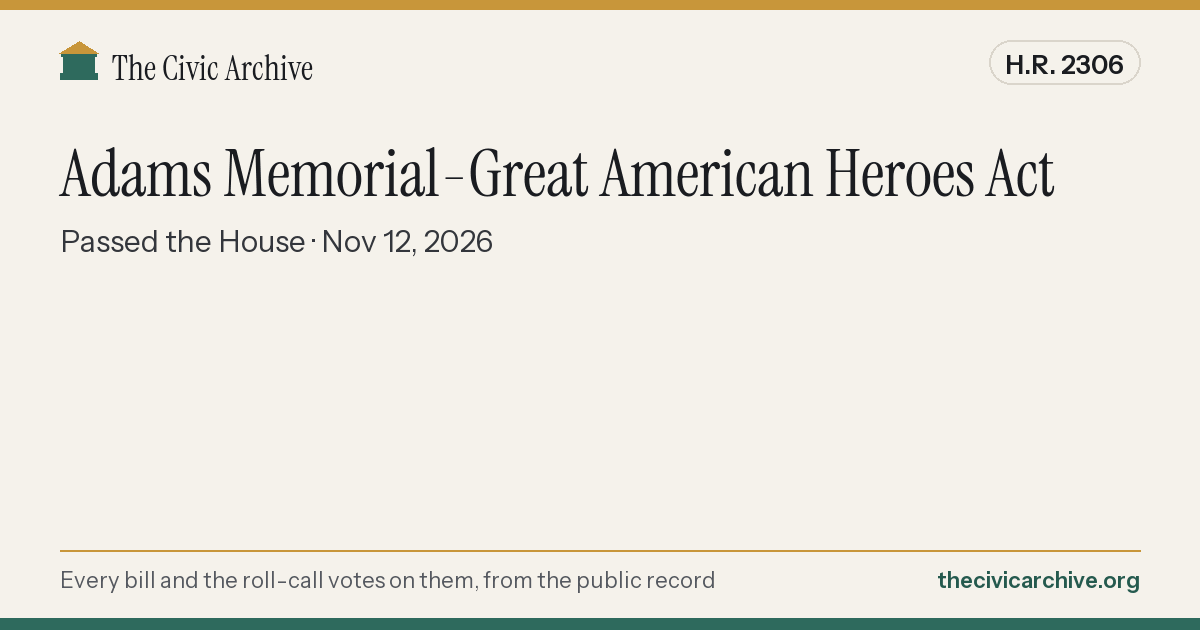 The Civic Archive
H.R. 2306
Adams Memorial-Great American Heroes Act
Passed the House · Nov 12, 2026
Every bill and the roll-call votes on them, from the public record
thecivicarchive.org